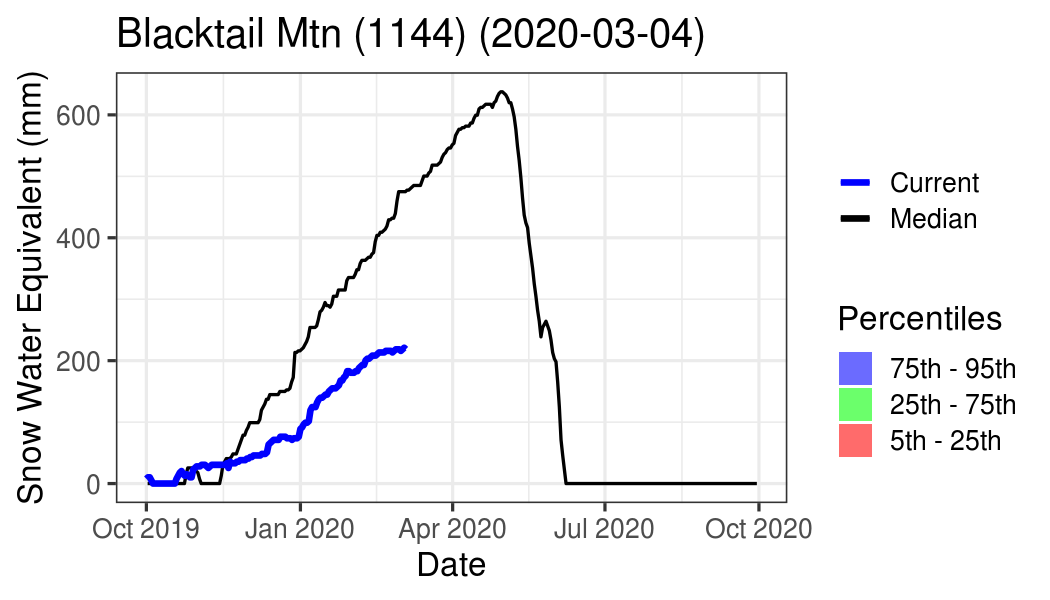 Blacktail Mtn (1144) (2020-03-04)
Snow Water Equivalent (mm)
600
400
200
0
Oct 2019
Jan 2020
Apr 2020
Jul 2020
Oct 2020
Date
Current
Median
Percentiles
75th - 95th
25th - 75th
5th - 25th